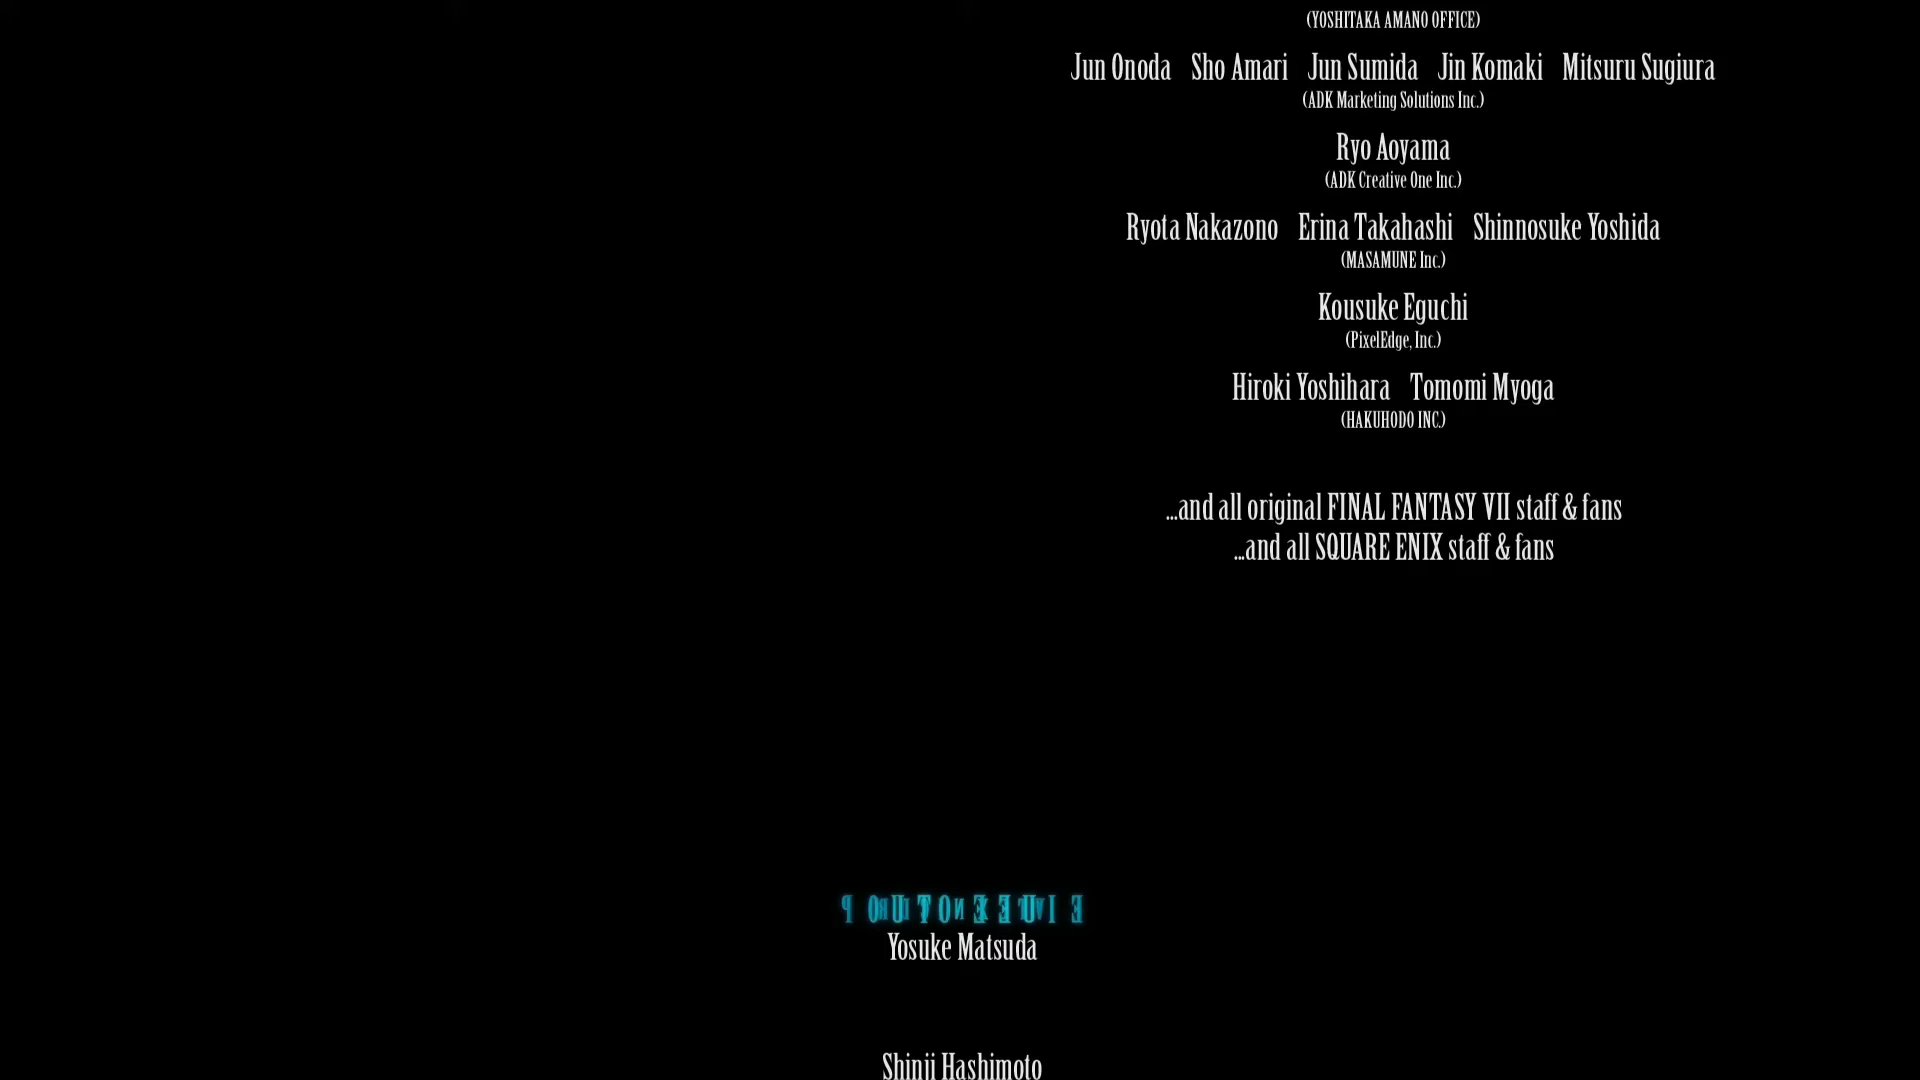 (YOSHITAKA AMANO OFFICE)
Jun Onoda Sho Amari Jun Sumida Jin Komaki Mitsuru Sugiura
(ADK Marketing Solutions Inc.)
Ryo Aoyama
(ADK Creative One Inc.)
Ryota Nakazono Erina Takahashi Shinnosuke Yoshida
(MASAMUNE Inc.)
Kousuke Eguchi
(PixelEdge, Inc.)
Hiroki Yoshihara Tomomi Myoga
(HAKUHODO INC.)
...and all original FINAL FANTASY VII staff & fans
...and all SQUARE ENIX staff & fans
Yosuke Matsuda
Shinji Hashimoto